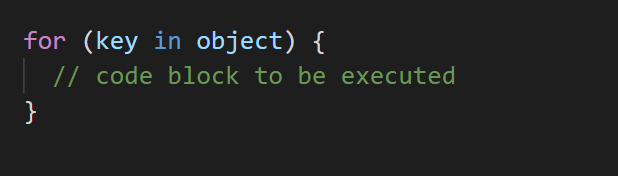 for (key in object) {
  // code block to be executed
}